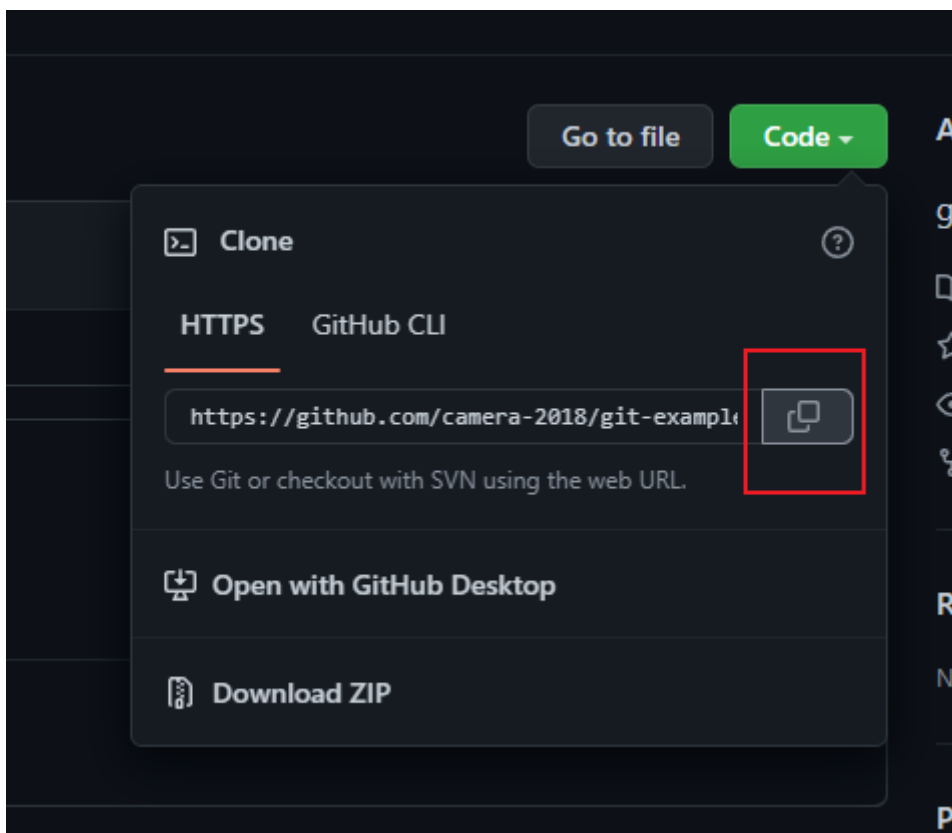 Go to file
Code
Clone
HTTPS
GitHub CLI
https://github.com/camera-2018/git-example
Use Git or checkout with SVN using the web URL.
Open with GitHub Desktop
Download ZIP